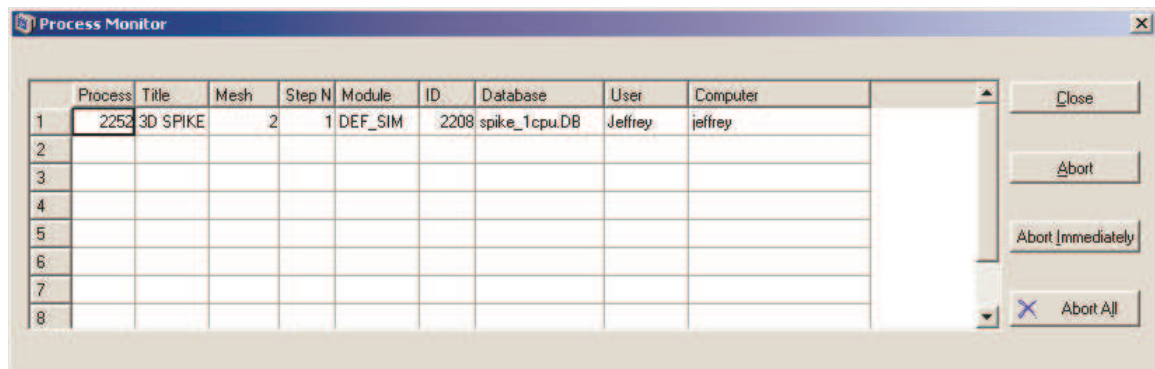 Process Monitor
Process Title Mesh Step N Module ID Database User Computer
1 2252 3D SPIKE 2 1 DEF_SIM 2208 spike_1cpu.DB Jeffrey jeffrey
2
3
4
5
6
7
8
Close
Abort
Abort Immediately
Abort All